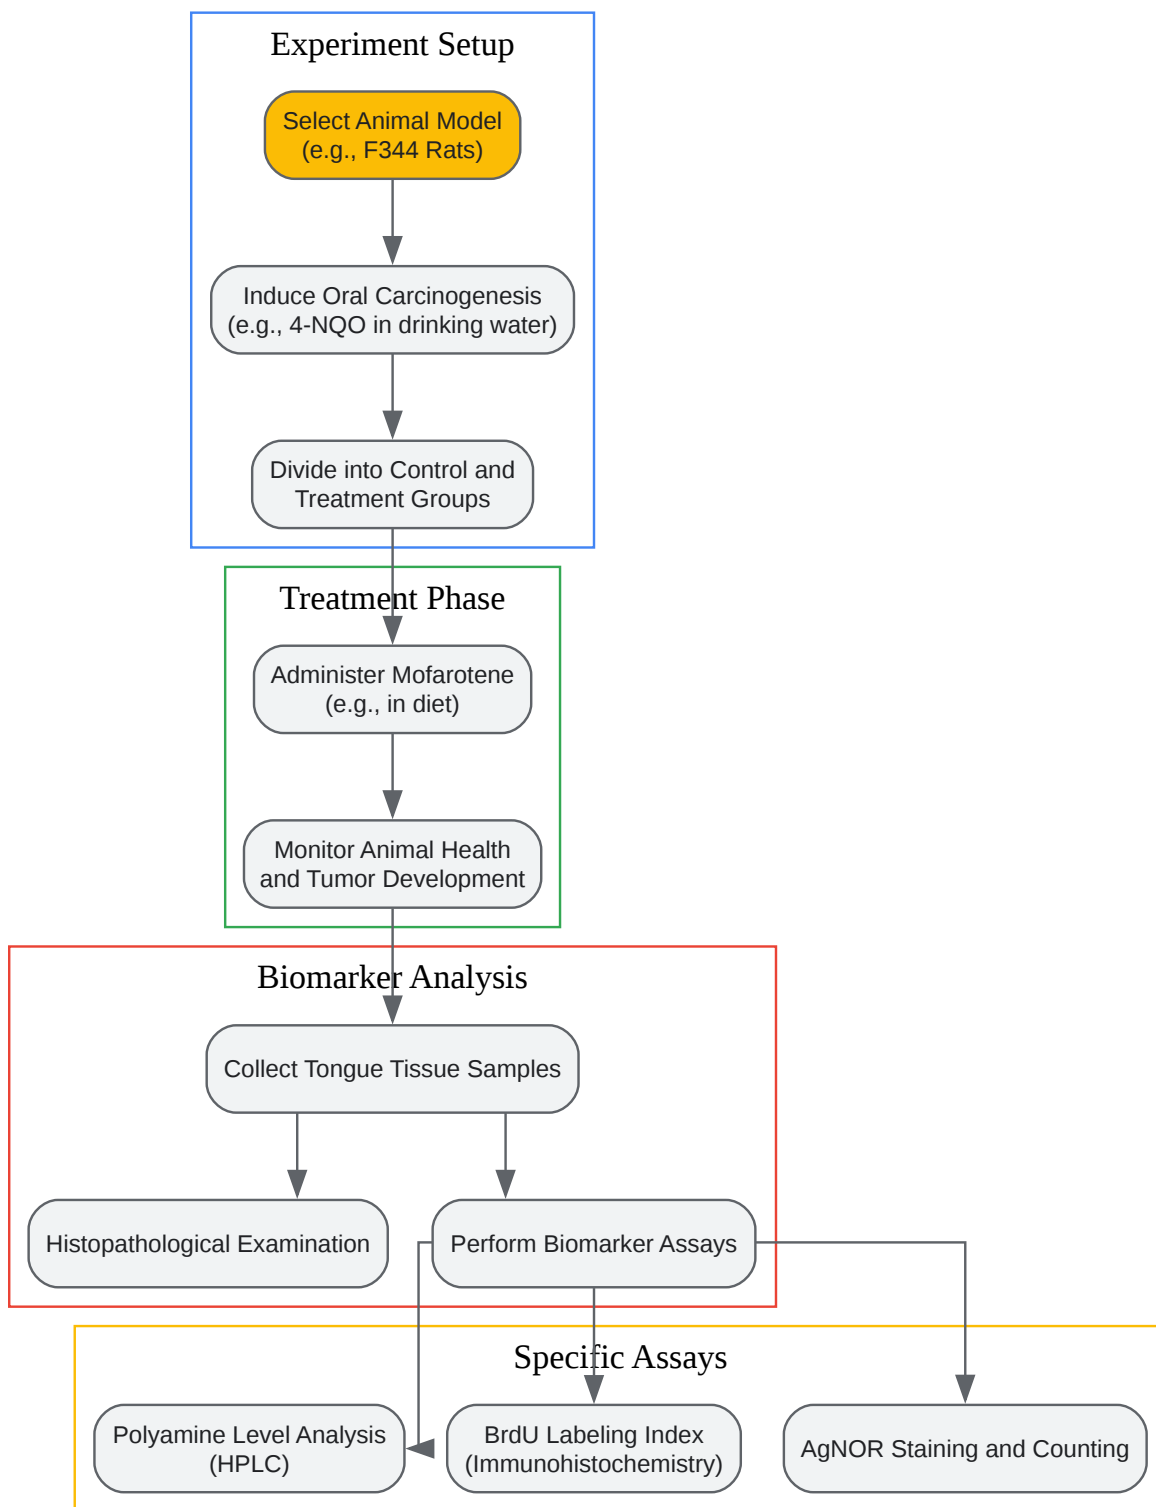 Experiment Setup
Select Animal Model
(e.g., F344 Rats)
Induce Oral Carcinogenesis
(e.g., 4-NQO in drinking water)
Divide into Control and
Treatment Groups
Treatment Phase
Administer Mofarotene
(e.g., in diet)
Monitor Animal Health
and Tumor Development
Biomarker Analysis
Collect Tongue Tissue Samples
Histopathological Examination
Perform Biomarker Assays
Specific Assays
Polyamine Level Analysis
(HPLC)
BrdU Labeling Index
(Immunohistochemistry)
AgNOR Staining and Counting